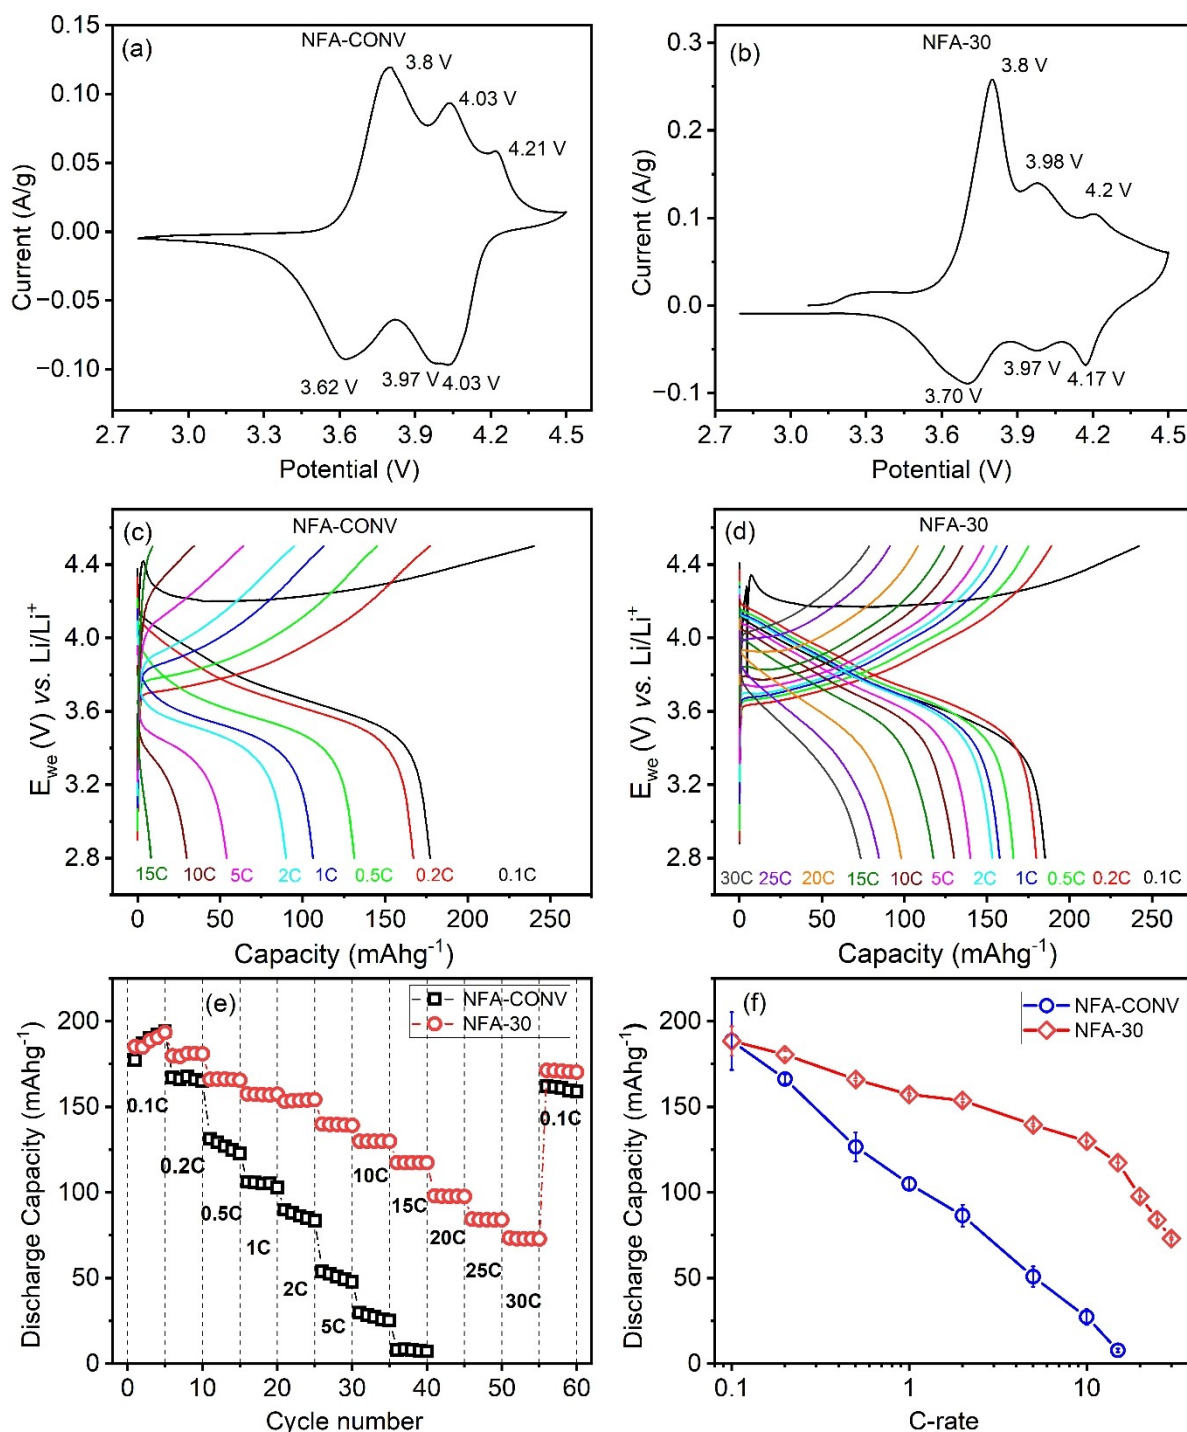 (a)
NFA-CONV
3.8 V
4.03 V
4.21 V
3.62 V
3.97 V
4.03 V
0.15
0.10
0.05
0.00
−0.05
−0.10
Current (A/g)
2.7 3.0 3.3 3.6 3.9 4.2 4.5
Potential (V)
(b)
NFA-30
3.8 V
3.98 V
4.2 V
3.70 V
3.97 V
4.17 V
0.3
0.2
0.1
0.0
−0.1
Current (A/g)
2.7 3.0 3.3 3.6 3.9 4.2 4.5
Potential (V)
(c)
NFA-CONV
4.4
4.0
3.6
3.2
2.8
E_we (V) vs. Li/Li⁺
15C 10C 5C 2C 1C 0.5C 0.2C 0.1C
0 50 100 150 200 250
Capacity (mAhg⁻¹)
(d)
NFA-30
4.4
4.0
3.6
3.2
2.8
E_we (V) vs. Li/Li⁺
30C 25C 20C 15C 10C 5C 2C 1C 0.5C 0.2C 0.1C
0 50 100 150 200 250
Capacity (mAhg⁻¹)
(e)
NFA-CONV
NFA-30
200
150
100
50
0
Discharge Capacity (mAhg⁻¹)
0.1C
0.2C
0.5C
1C
2C
5C
10C
15C
20C
25C
30C
0.1C
0 10 20 30 40 50 60
Cycle number
(f)
NFA-CONV
NFA-30
200
150
100
50
0
Discharge Capacity (mAhg⁻¹)
0.1 1 10
C-rate